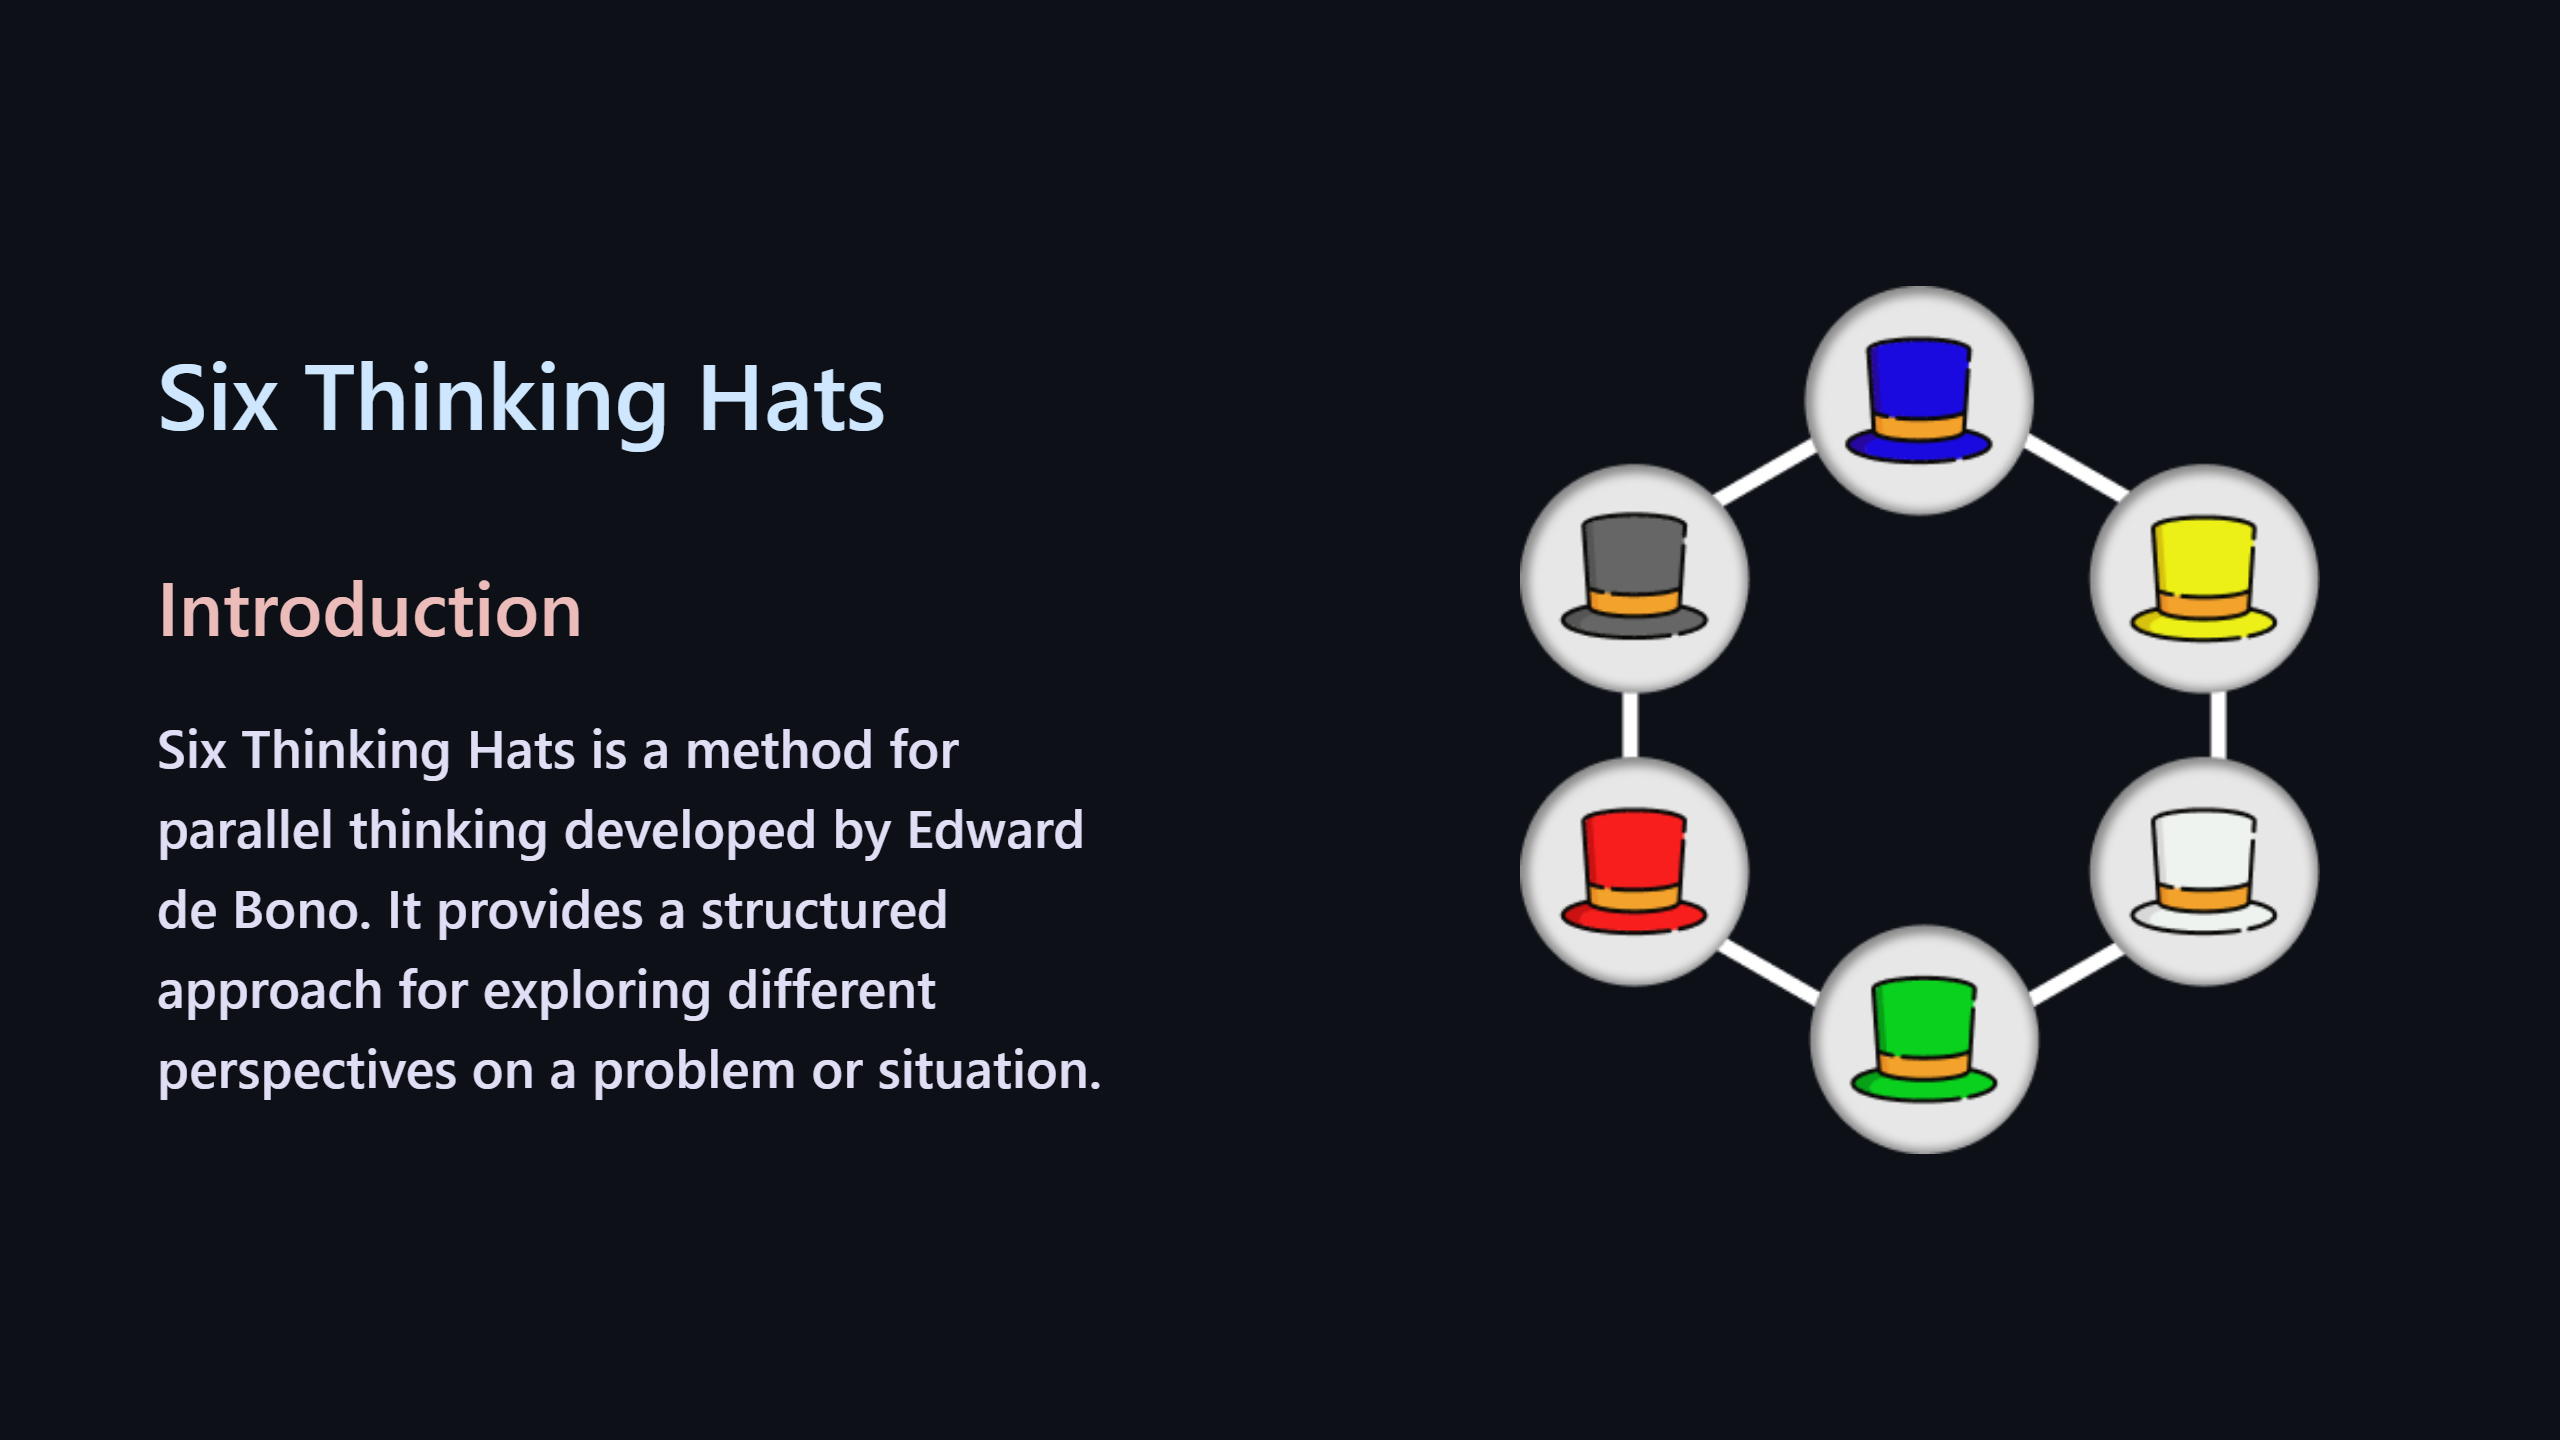 Six Thinking Hats
Introduction
Six Thinking Hats is a method for
parallel thinking developed by Edward
de Bono. It provides a structured
approach for exploring different
perspectives on a problem or situation.